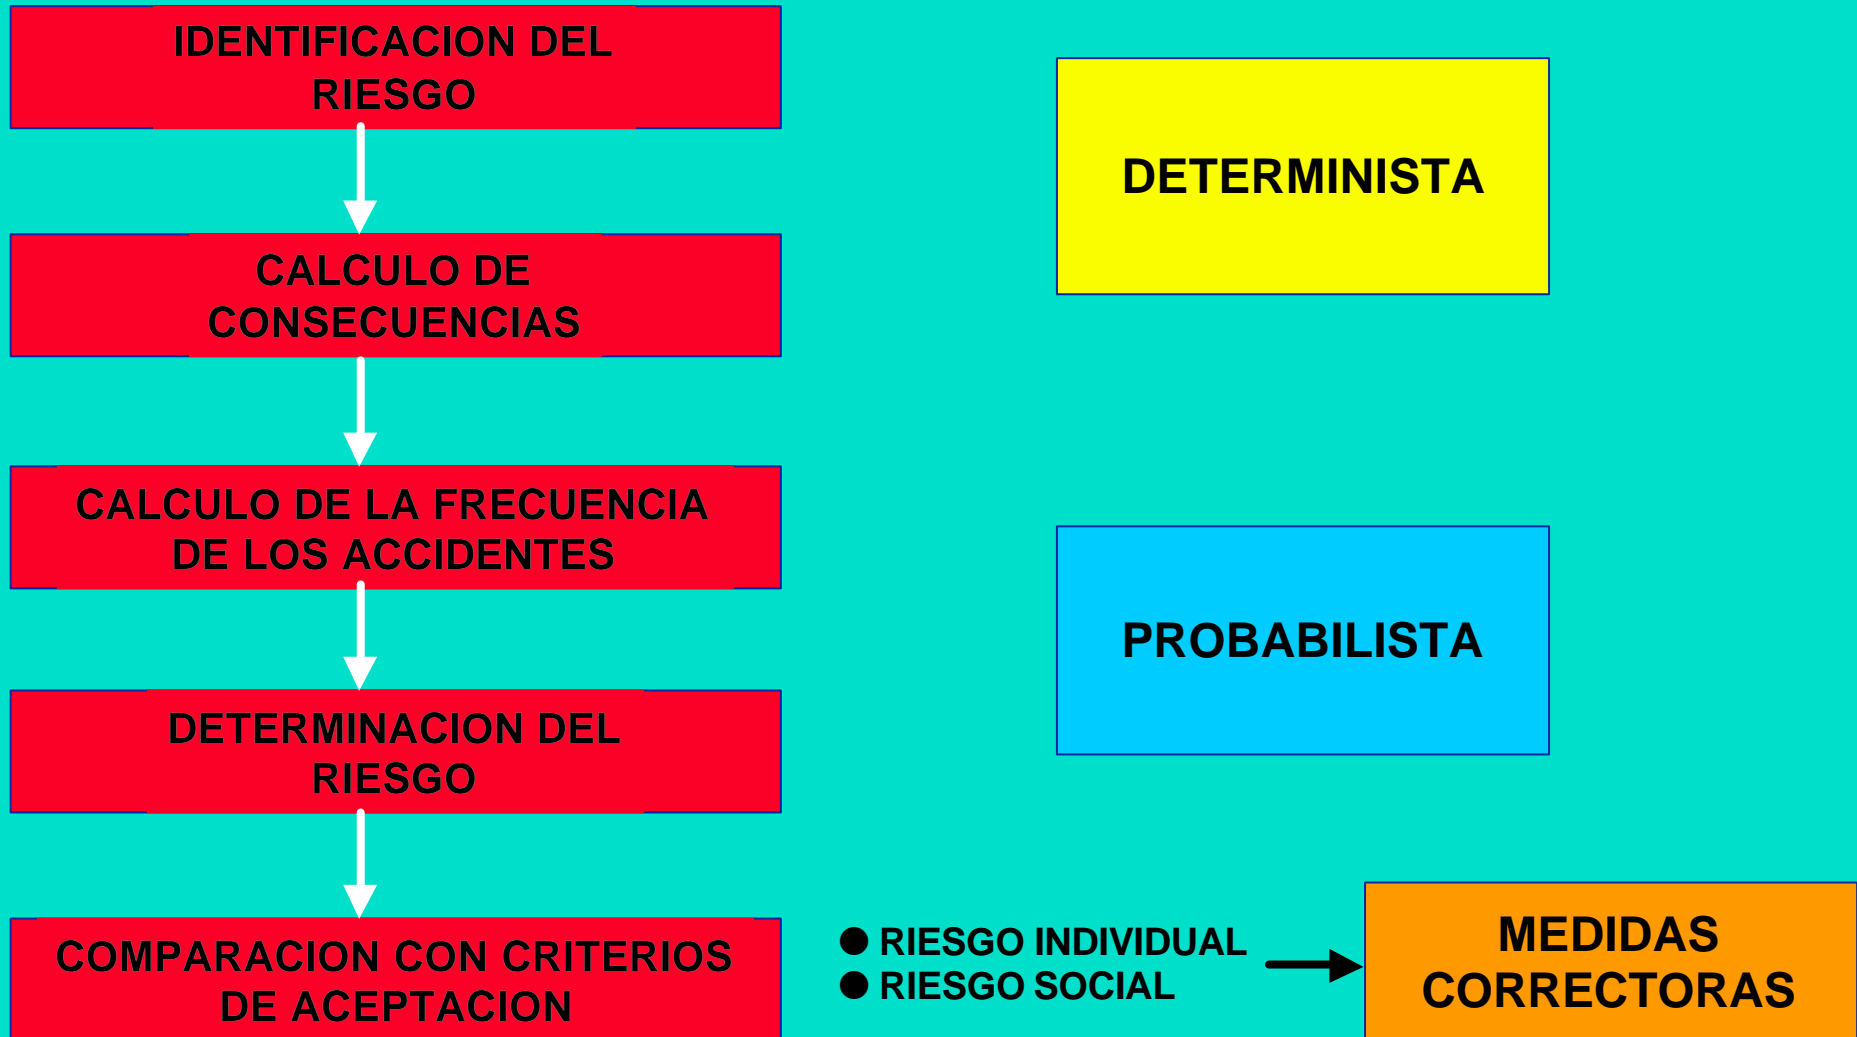 IDENTIFICACION DEL
RIESGO
DETERMINISTA
CALCULO DE
CONSECUENCIAS
CALCULO DE LA FRECUENCIA
DE LOS ACCIDENTES
PROBABILISTA
DETERMINACION DEL
RIESGO
COMPARACION CON CRITERIOS
DE ACEPTACION
● RIESGO INDIVIDUAL
● RIESGO SOCIAL
MEDIDAS
CORRECTORAS